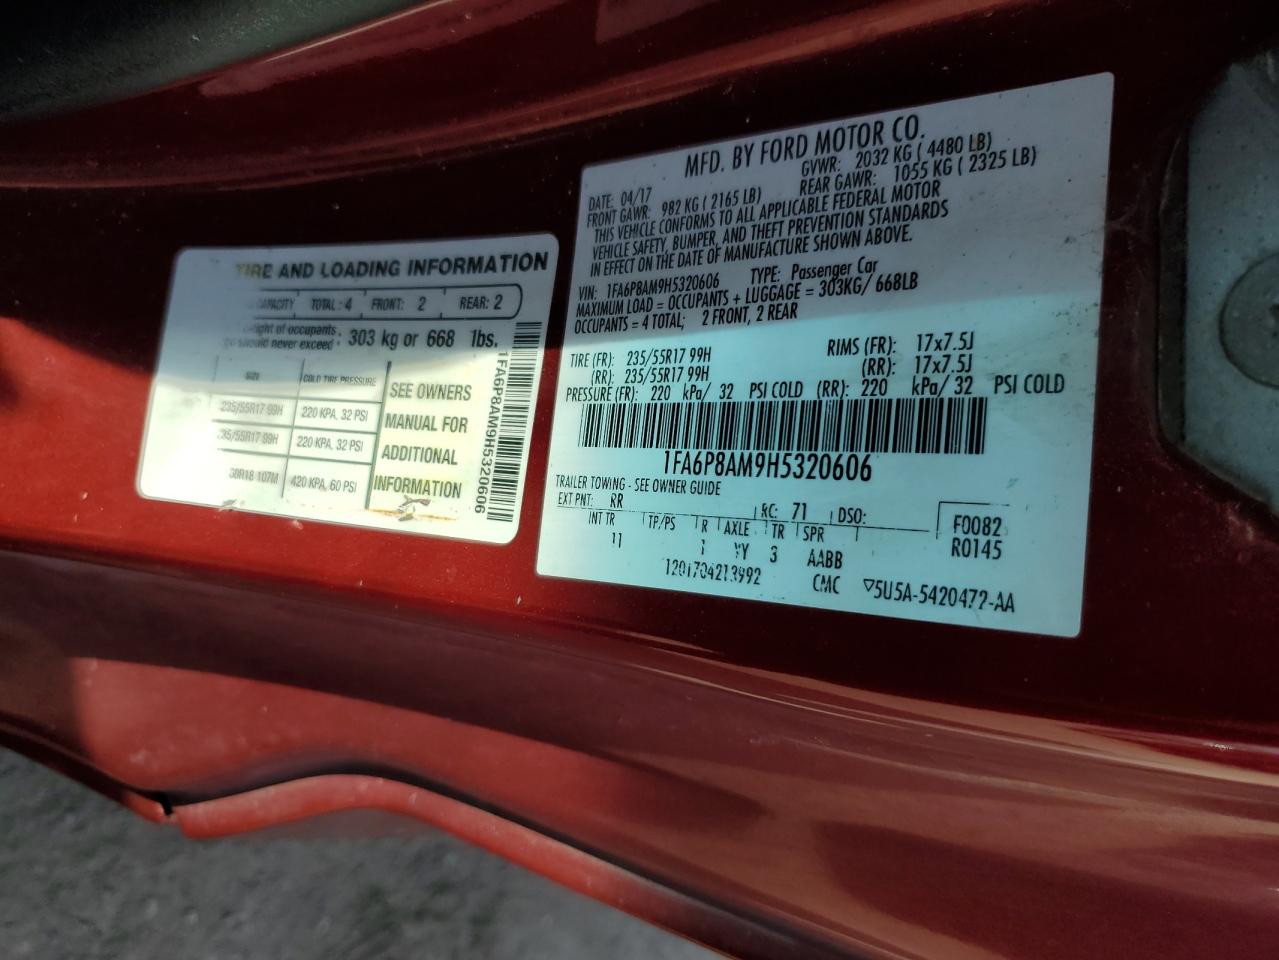 TIRE AND LOADING INFORMATION
CAPACITY TOTAL: 4 FRONT: 2 REAR: 2
of occupants
should never exceed : 303 kg or 668 lbs.
SIZE COLD TIRE PRESSURE
235/55R17 99H 220 KPA, 32 PSI
235/55R17 99H 220 KPA, 32 PSI
107M 420 KPA, 60 PSI
SEE OWNERS
MANUAL FOR
ADDITIONAL
INFORMATION
1FA6P8AM9H5320606
MFD. BY FORD MOTOR CO.
DATE: 04/17 GVWR: 2032 KG ( 4480 LB)
FRONT GAWR: 982 KG ( 2165 LB) REAR GAWR: 1055 KG ( 2325 LB)
THIS VEHICLE CONFORMS TO ALL APPLICABLE FEDERAL MOTOR
VEHICLE SAFETY, BUMPER, AND THEFT PREVENTION STANDARDS
IN EFFECT ON THE DATE OF MANUFACTURE SHOWN ABOVE.
VIN: 1FA6P8AM9H5320606 TYPE: Passenger Car
MAXIMUM LOAD = OCCUPANTS + LUGGAGE = 303KG/ 668LB
OCCUPANTS = 4 TOTAL; 2 FRONT, 2 REAR
TIRE (FR): 235/55R17 99H RIMS (FR): 17x7.5J
(RR): 235/55R17 99H (RR): 17x7.5J
PRESSURE (FR): 220 kPa/ 32 PSI COLD (RR): 220 kPa/ 32 PSI COLD
1FA6P8AM9H5320606
TRAILER TOWING - SEE OWNER GUIDE
EXT PNT: RR RC: 71 DSO: F0082
INT TR TP/PS R AXLE TR SPR R0145
11 1 YY 3 AABB
1201704213992 CMC ▽5U5A-5420472-AA